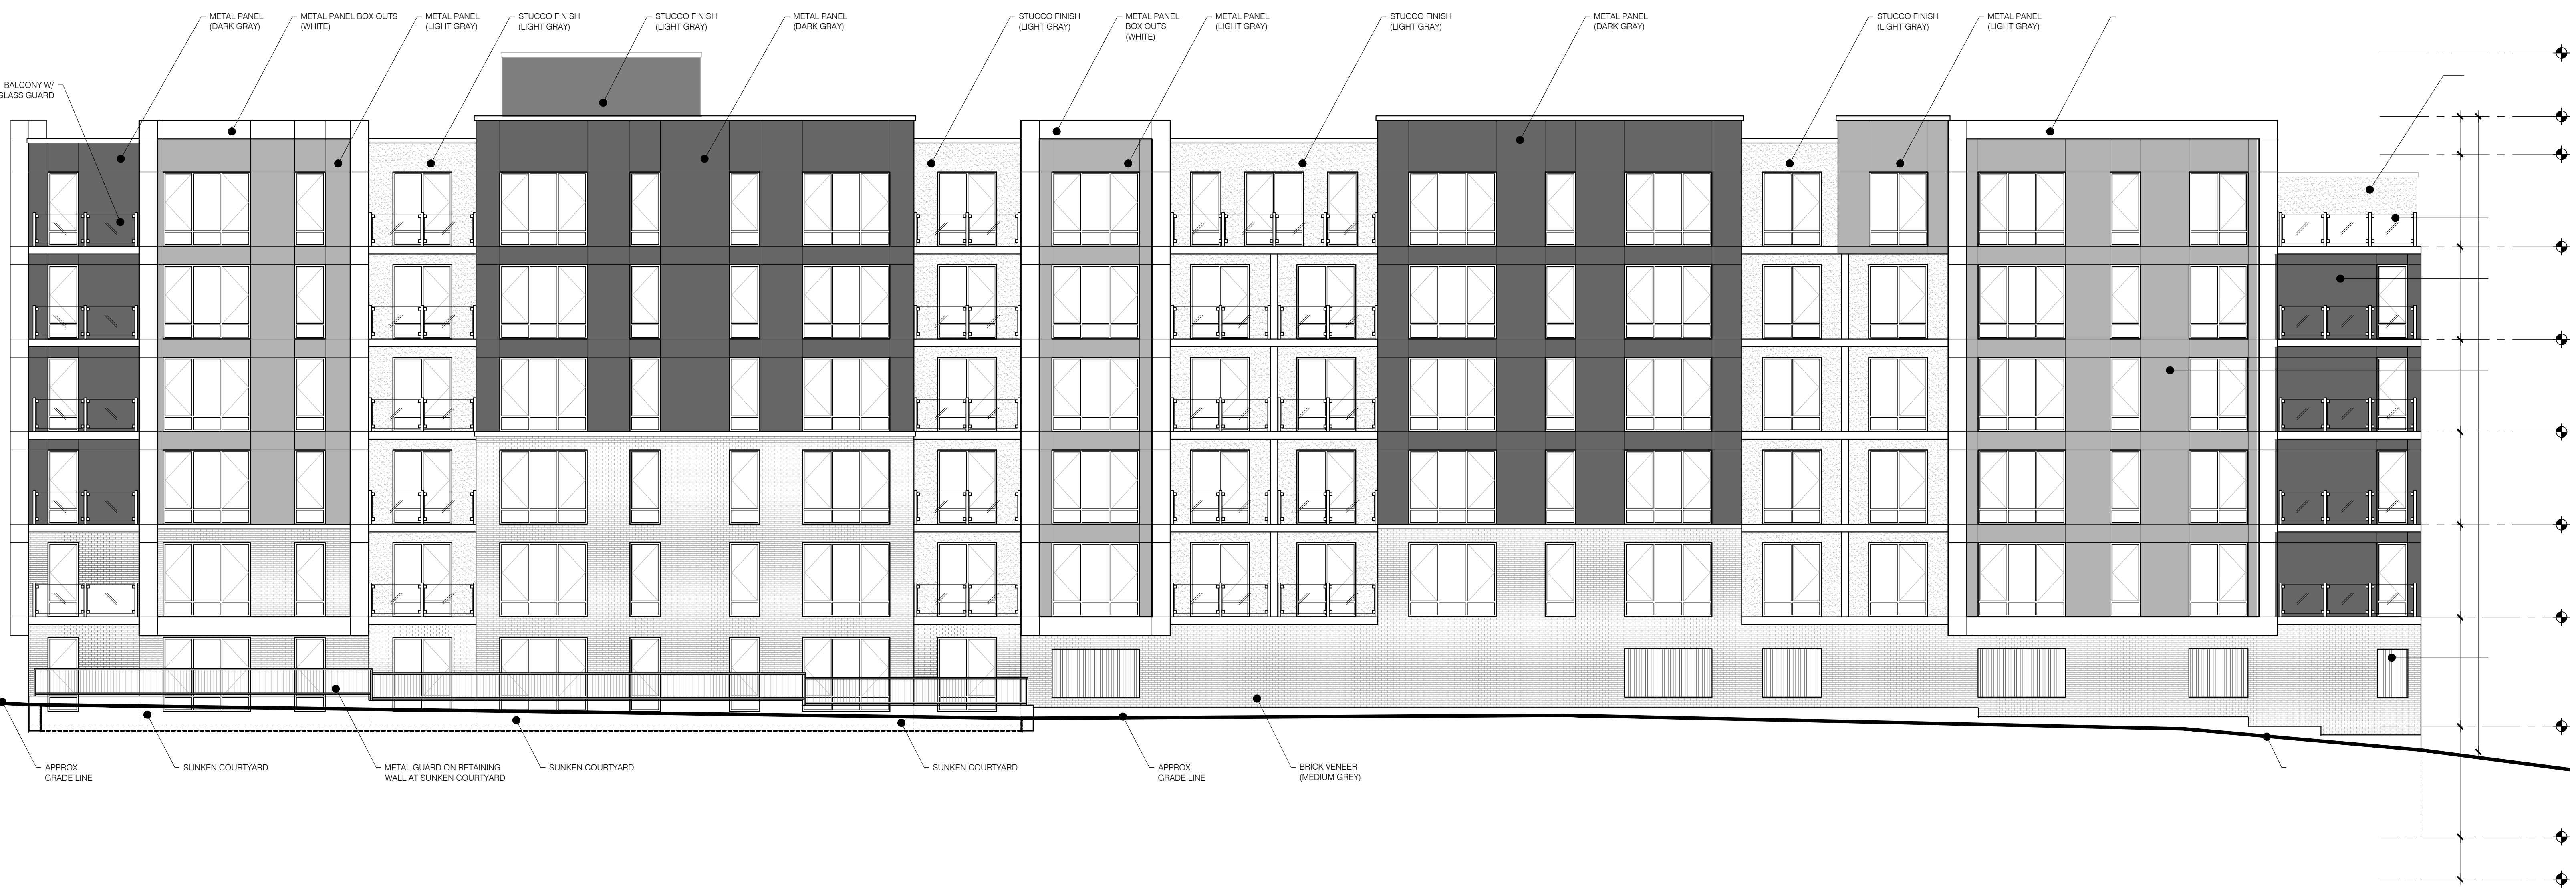 METAL PANEL
(DARK GRAY)
METAL PANEL BOX OUTS
(WHITE)
METAL PANEL
(LIGHT GRAY)
STUCCO FINISH
(LIGHT GRAY)
STUCCO FINISH
(LIGHT GRAY)
METAL PANEL
(DARK GRAY)
STUCCO FINISH
(LIGHT GRAY)
METAL PANEL
BOX OUTS
(WHITE)
METAL PANEL
(LIGHT GRAY)
STUCCO FINISH
(LIGHT GRAY)
METAL PANEL
(DARK GRAY)
STUCCO FINISH
(LIGHT GRAY)
METAL PANEL
(LIGHT GRAY)
BALCONY W/
GLASS GUARD
APPROX.
GRADE LINE
SUNKEN COURTYARD
METAL GUARD ON RETAINING
WALL AT SUNKEN COURTYARD
SUNKEN COURTYARD
SUNKEN COURTYARD
APPROX.
GRADE LINE
BRICK VENEER
(MEDIUM GREY)